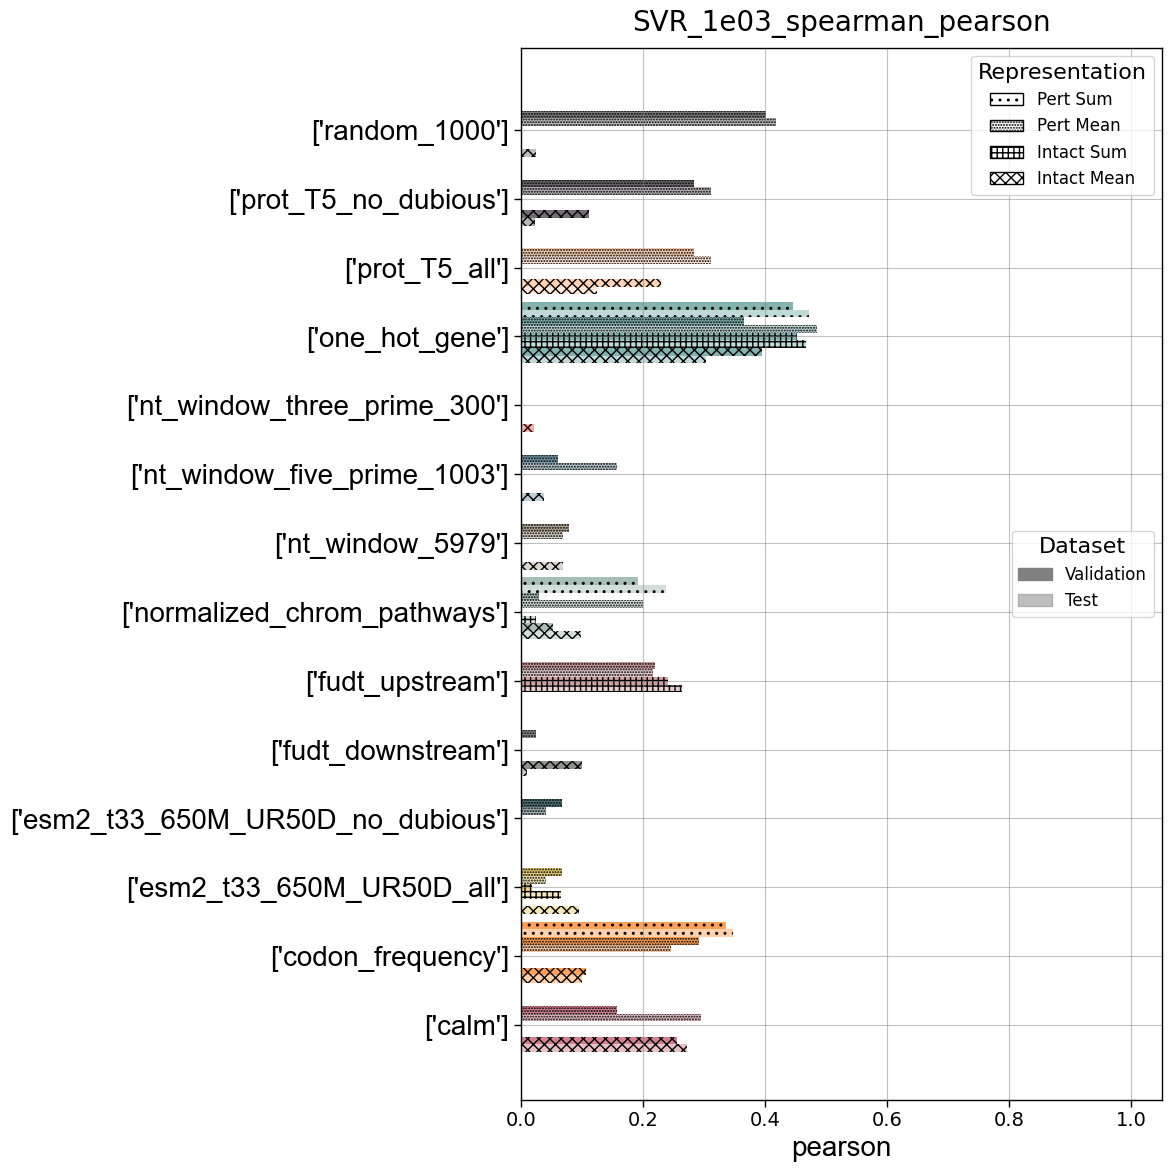 SVR_1e03_spearman_pearson
Representation
Pert Sum
Pert Mean
Intact Sum
Intact Mean
['random_1000']
['prot_T5_no_dubious']
['prot_T5_all']
['one_hot_gene']
['nt_window_three_prime_300']
['nt_window_five_prime_1003']
['nt_window_5979']
Dataset
Validation
Test
['normalized_chrom_pathways']
['fudt_upstream']
['fudt_downstream']
['esm2_t33_650M_UR50D_no_dubious']
['esm2_t33_650M_UR50D_all']
['codon_frequency']
['calm']
0.0 0.2 0.4 0.6 0.8 1.0
pearson